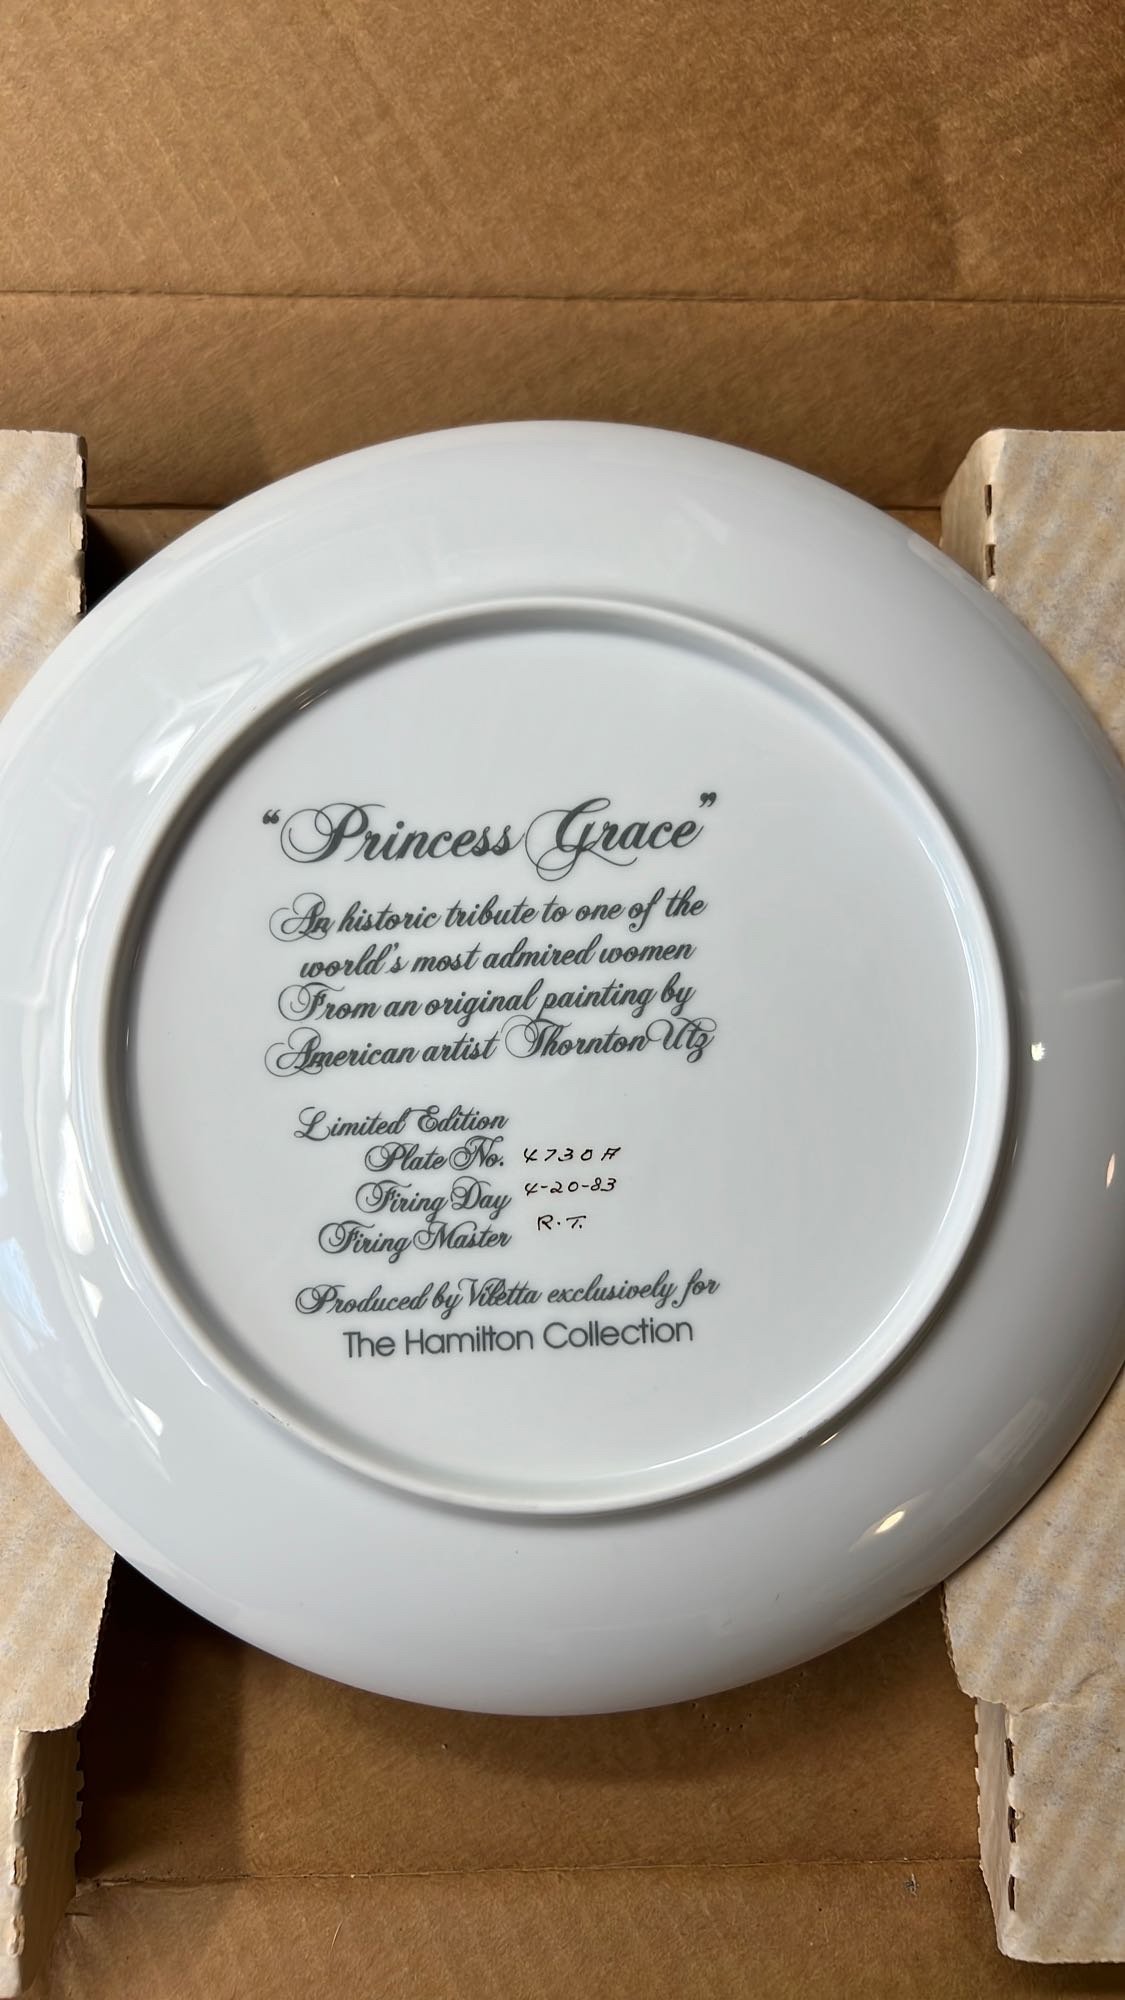 “Princess Grace”
An historic tribute to one of the
world's most admired women
From an original painting by
American artist Thornton Utz
Limited Edition
Plate No. 4730A
Firing Day 4-20-83
Firing Master R.T.
Produced by Viletta exclusively for
The Hamilton Collection